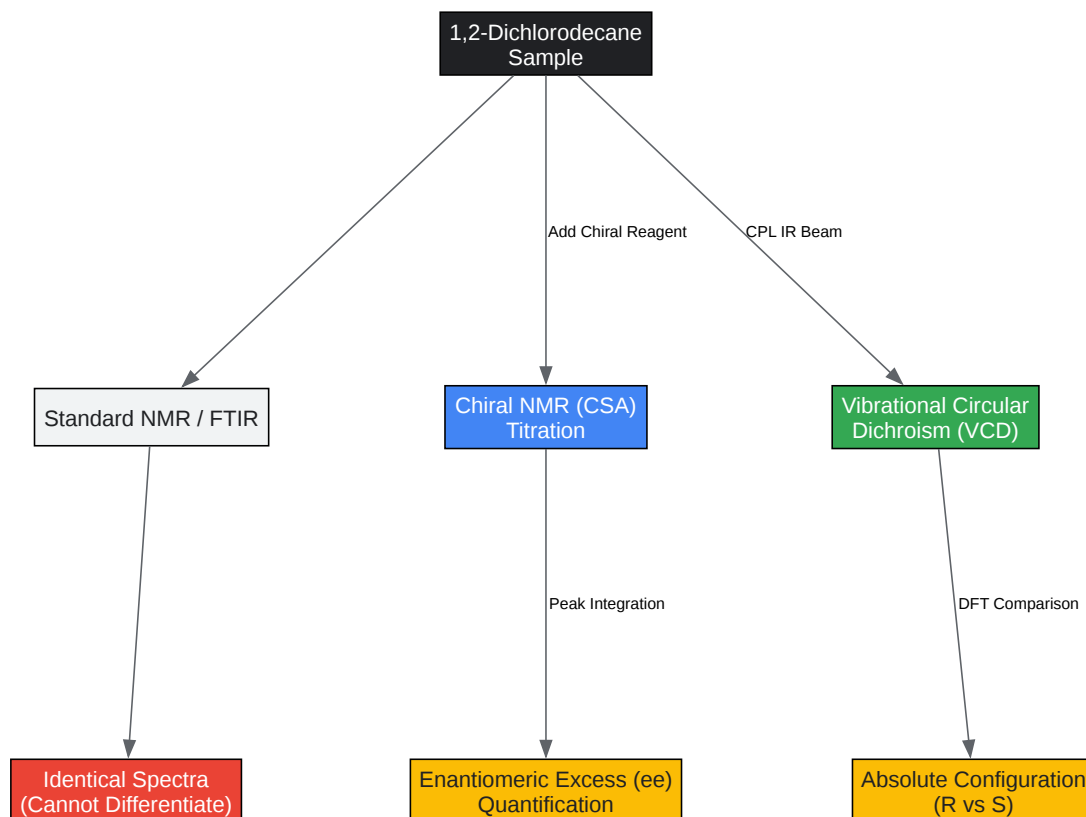 1,2-Dichlorodecane
Sample
Add Chiral Reagent
CPL IR Beam
Standard NMR / FTIR
Chiral NMR (CSA)
Titration
Vibrational Circular
Dichroism (VCD)
Peak Integration
DFT Comparison
Identical Spectra
(Cannot Differentiate)
Enantiomeric Excess (ee)
Quantification
Absolute Configuration
(R vs S)